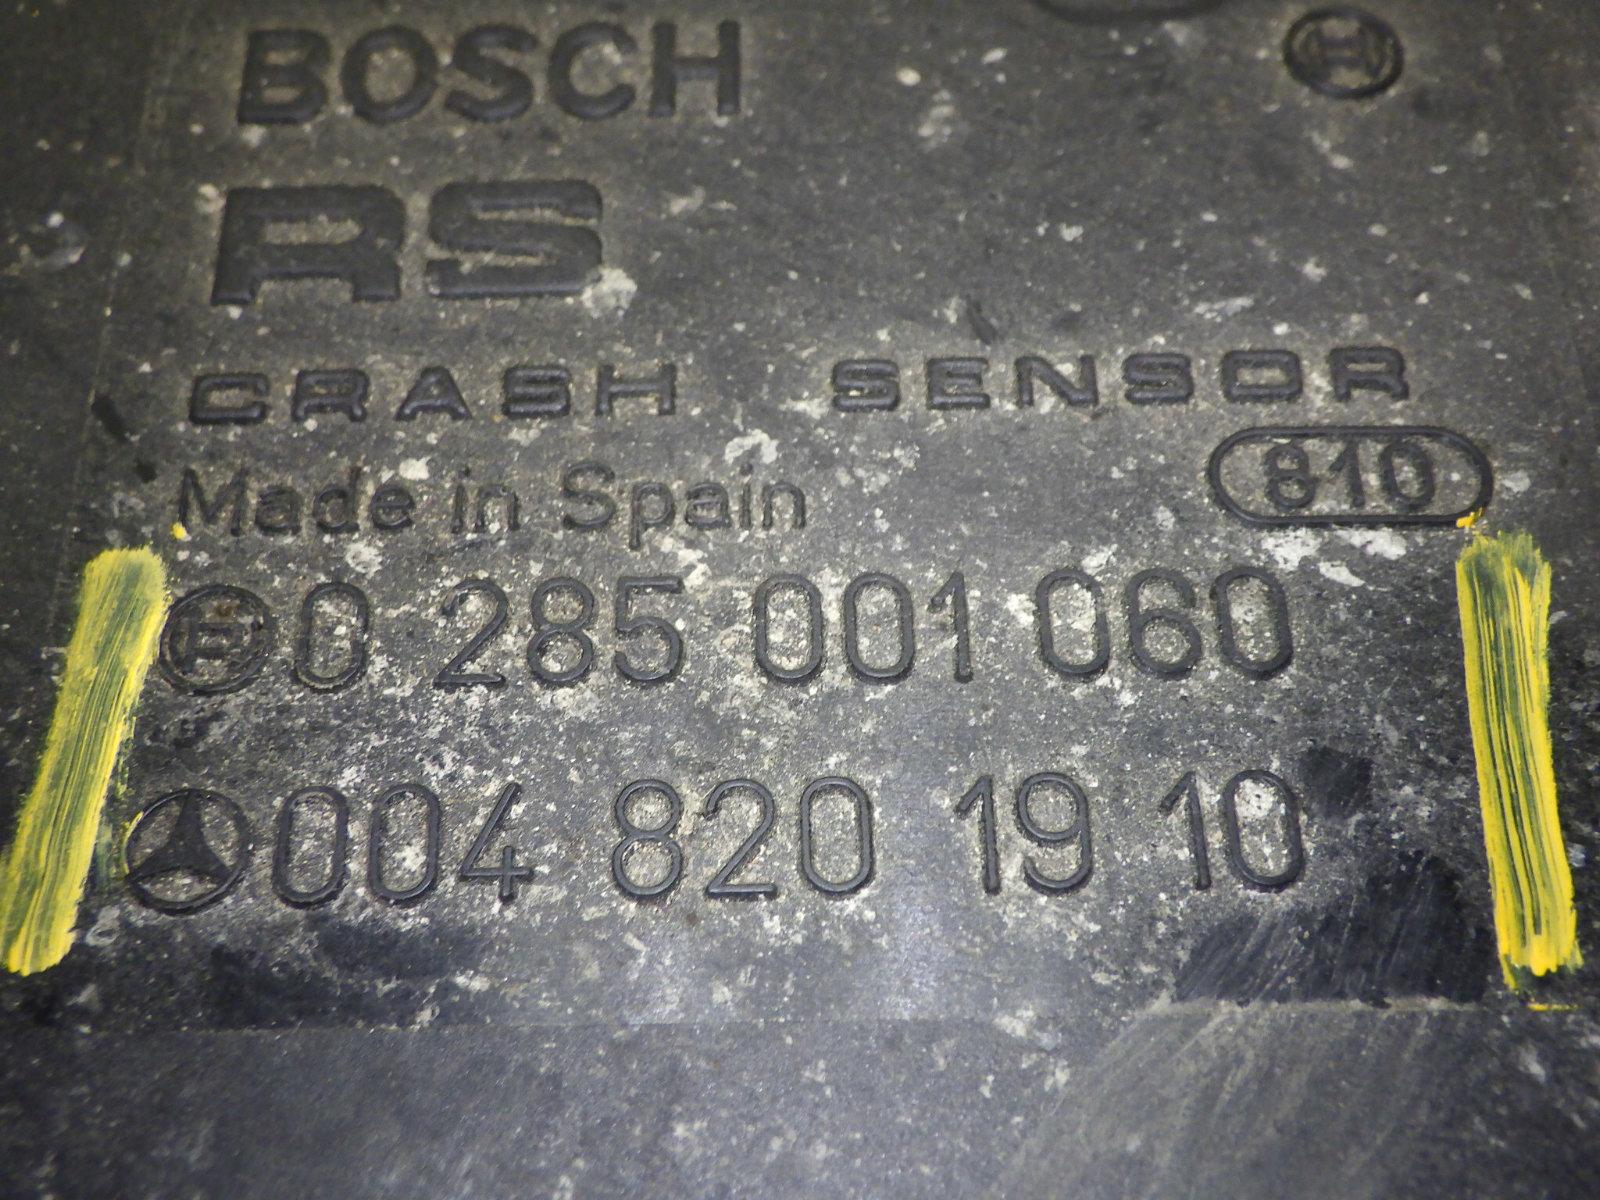 BOSCH
RS
CRASH SENSOR
Made in Spain
810
0 285 001 060
004 820 19 10